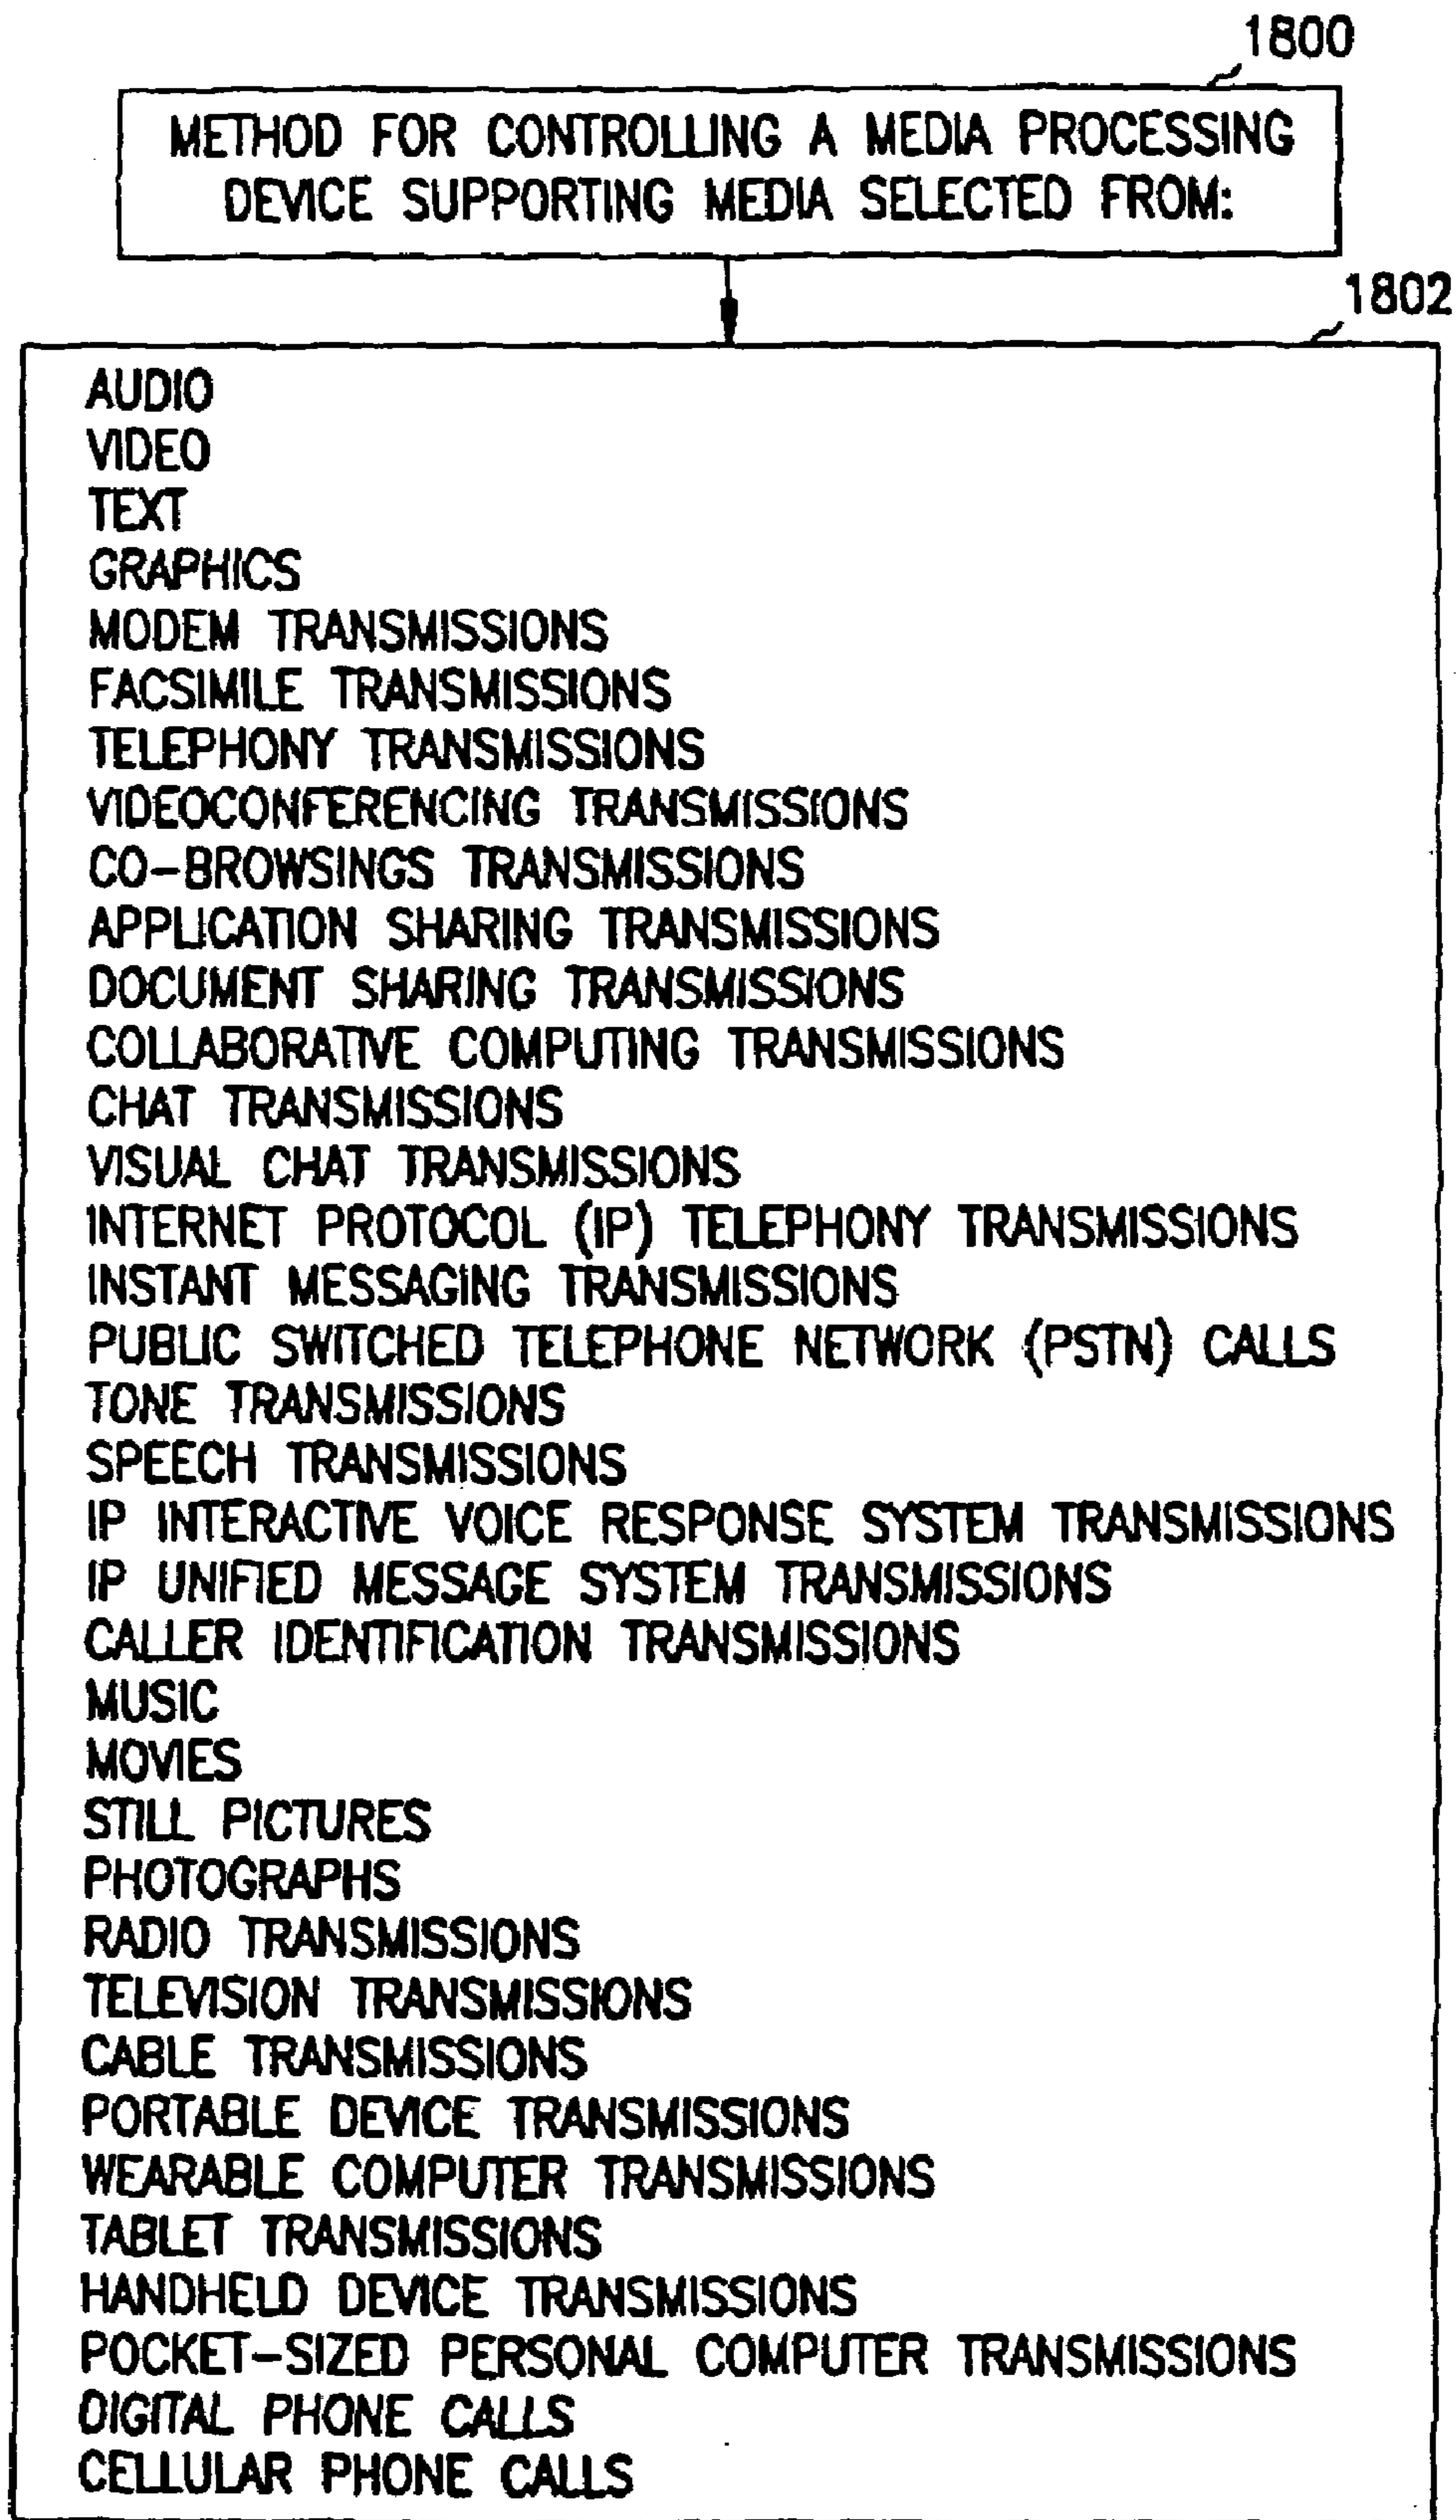 1800
METHOD FOR CONTROLLING A MEDIA PROCESSING
DEVICE SUPPORTING MEDIA SELECTED FROM:
1802
AUDIO
VIDEO
TEXT
GRAPHICS
MODEM TRANSMISSIONS
FACSIMILE TRANSMISSIONS
TELEPHONY TRANSMISSIONS
VIDEOCONFERENCING TRANSMISSIONS
CO-BROWSINGS TRANSMISSIONS
APPLICATION SHARING TRANSMISSIONS
DOCUMENT SHARING TRANSMISSIONS
COLLABORATIVE COMPUTING TRANSMISSIONS
CHAT TRANSMISSIONS
VISUAL CHAT TRANSMISSIONS
INTERNET PROTOCOL (IP) TELEPHONY TRANSMISSIONS
INSTANT MESSAGING TRANSMISSIONS
PUBLIC SWITCHED TELEPHONE NETWORK (PSTN) CALLS
TONE TRANSMISSIONS
SPEECH TRANSMISSIONS
IP INTERACTIVE VOICE RESPONSE SYSTEM TRANSMISSIONS
IP UNIFIED MESSAGE SYSTEM TRANSMISSIONS
CALLER IDENTIFICATION TRANSMISSIONS
MUSIC
MOVIES
STILL PICTURES
PHOTOGRAPHS
RADIO TRANSMISSIONS
TELEVISION TRANSMISSIONS
CABLE TRANSMISSIONS
PORTABLE DEVICE TRANSMISSIONS
WEARABLE COMPUTER TRANSMISSIONS
TABLET TRANSMISSIONS
HANDHELD DEVICE TRANSMISSIONS
POCKET-SIZED PERSONAL COMPUTER TRANSMISSIONS
DIGITAL PHONE CALLS
CELLULAR PHONE CALLS